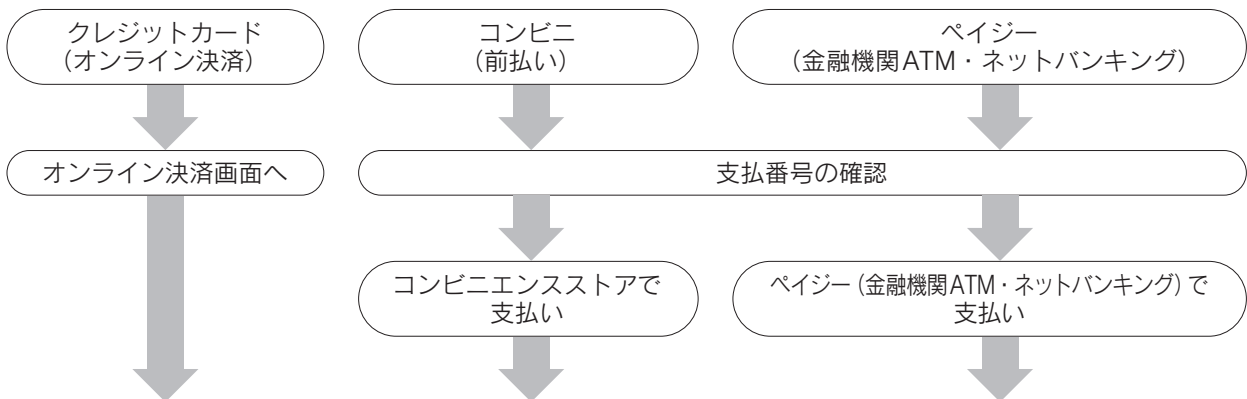 クレジットカード
（オンライン決済）
コンビニ
（前払い）
ペイジー
（金融機関ATM・ネットバンキング）
オンライン決済画面へ
支払番号の確認
コンビニエンスストアで
支払い
ペイジー（金融機関ATM・ネットバンキング）で
支払い